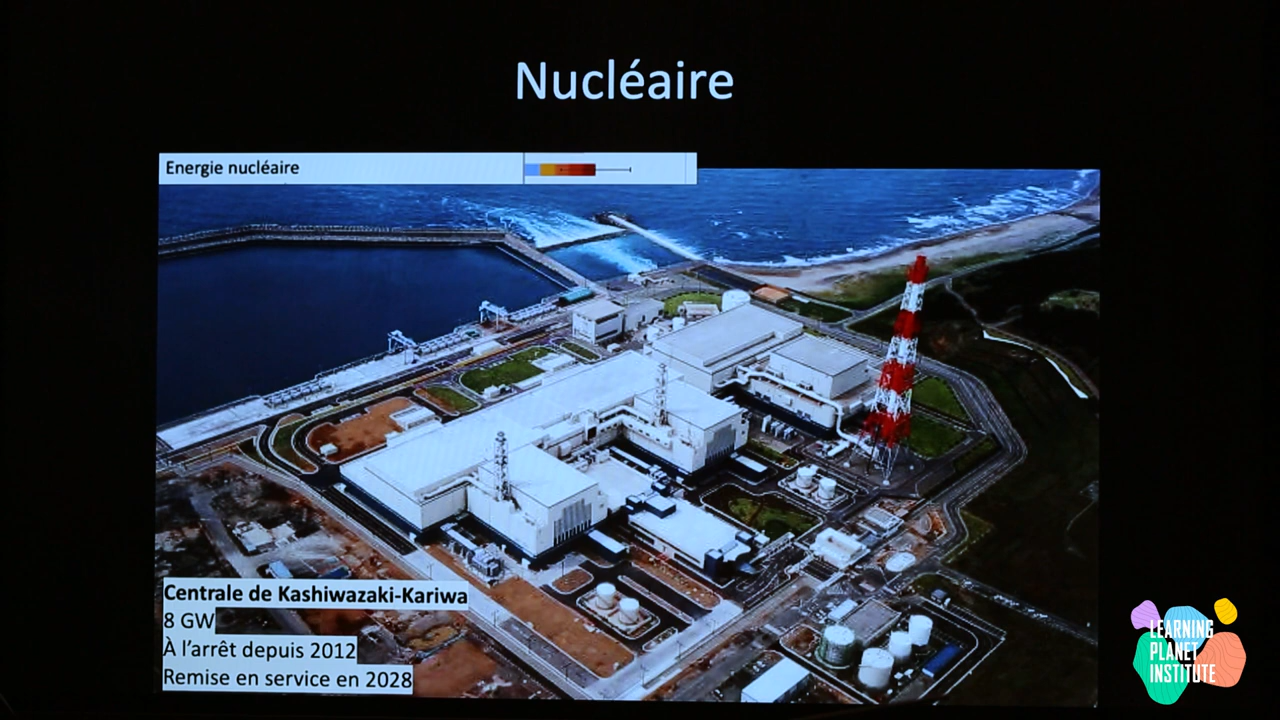 Nucléaire
Energie nucléaire
Centrale de Kashiwazaki-Kariwa
8 GW
À l'arrêt depuis 2012
Remise en service en 2028
LEARNING
PLANET
INSTITUTE